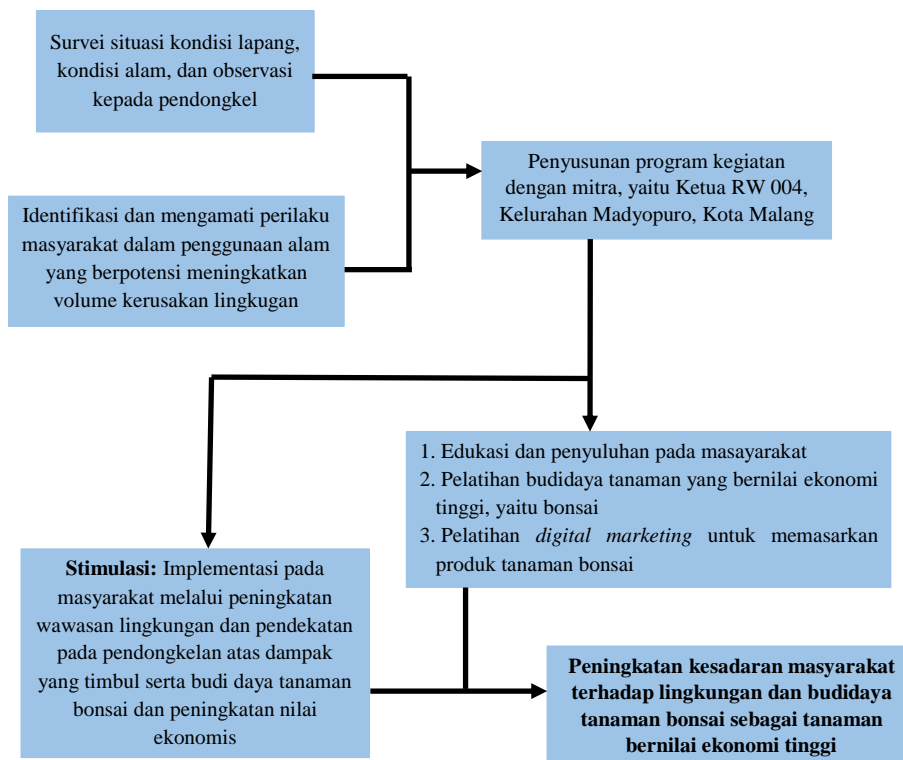 Survei situasi kondisi lapang,
kondisi alam, dan observasi
kepada pendongkel
Identifikasi dan mengamati perilaku
masyarakat dalam penggunaan alam
yang berpotensi meningkatkan
volume kerusakan lingkugan
Penyusunan program kegiatan
dengan mitra, yaitu Ketua RW 004,
Kelurahan Madyopuro, Kota Malang
1. Edukasi dan penyuluhan pada masayarakat
2. Pelatihan budidaya tanaman yang bernilai ekonomi
tinggi, yaitu bonsai
3. Pelatihan digital marketing untuk memasarkan
produk tanaman bonsai
Stimulasi: Implementasi pada
masyarakat melalui peningkatan
wawasan lingkungan dan pendekatan
pada pendongkelan atas dampak
yang timbul serta budi daya tanaman
bonsai dan peningkatan nilai
ekonomis
Peningkatan kesadaran masyarakat
terhadap lingkungan dan budidaya
tanaman bonsai sebagai tanaman
bernilai ekonomi tinggi